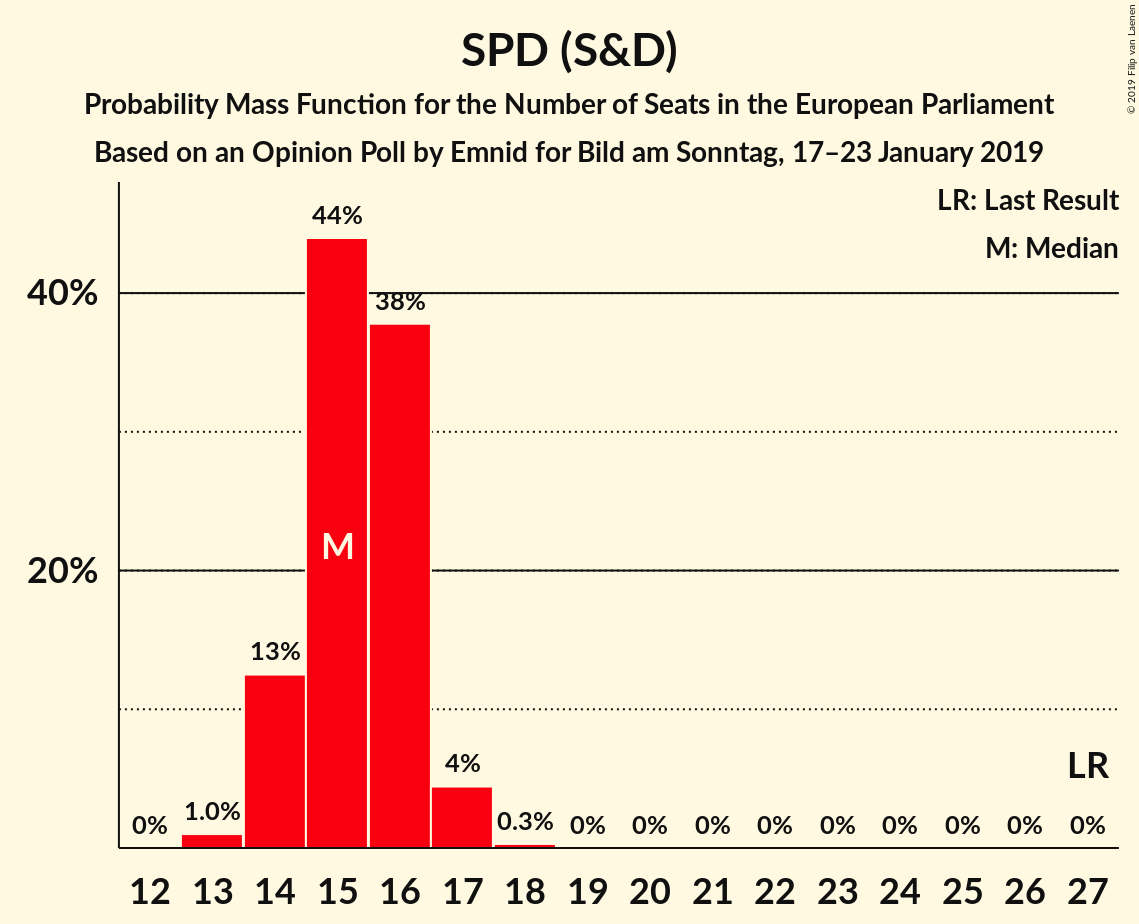 SPD (S&D)
Probability Mass Function for the Number of Seats in the European Parliament
Based on an Opinion Poll by Emnid for Bild am Sonntag, 17–23 January 2019
© 2019 Filip van Laenen
LR: Last Result
M: Median
40%
20%
0% 1.0% 13% 44% 38% 4% 0.3% 0% 0% 0% 0% 0% 0% 0% 0% 0%
M
LR
12 13 14 15 16 17 18 19 20 21 22 23 24 25 26 27